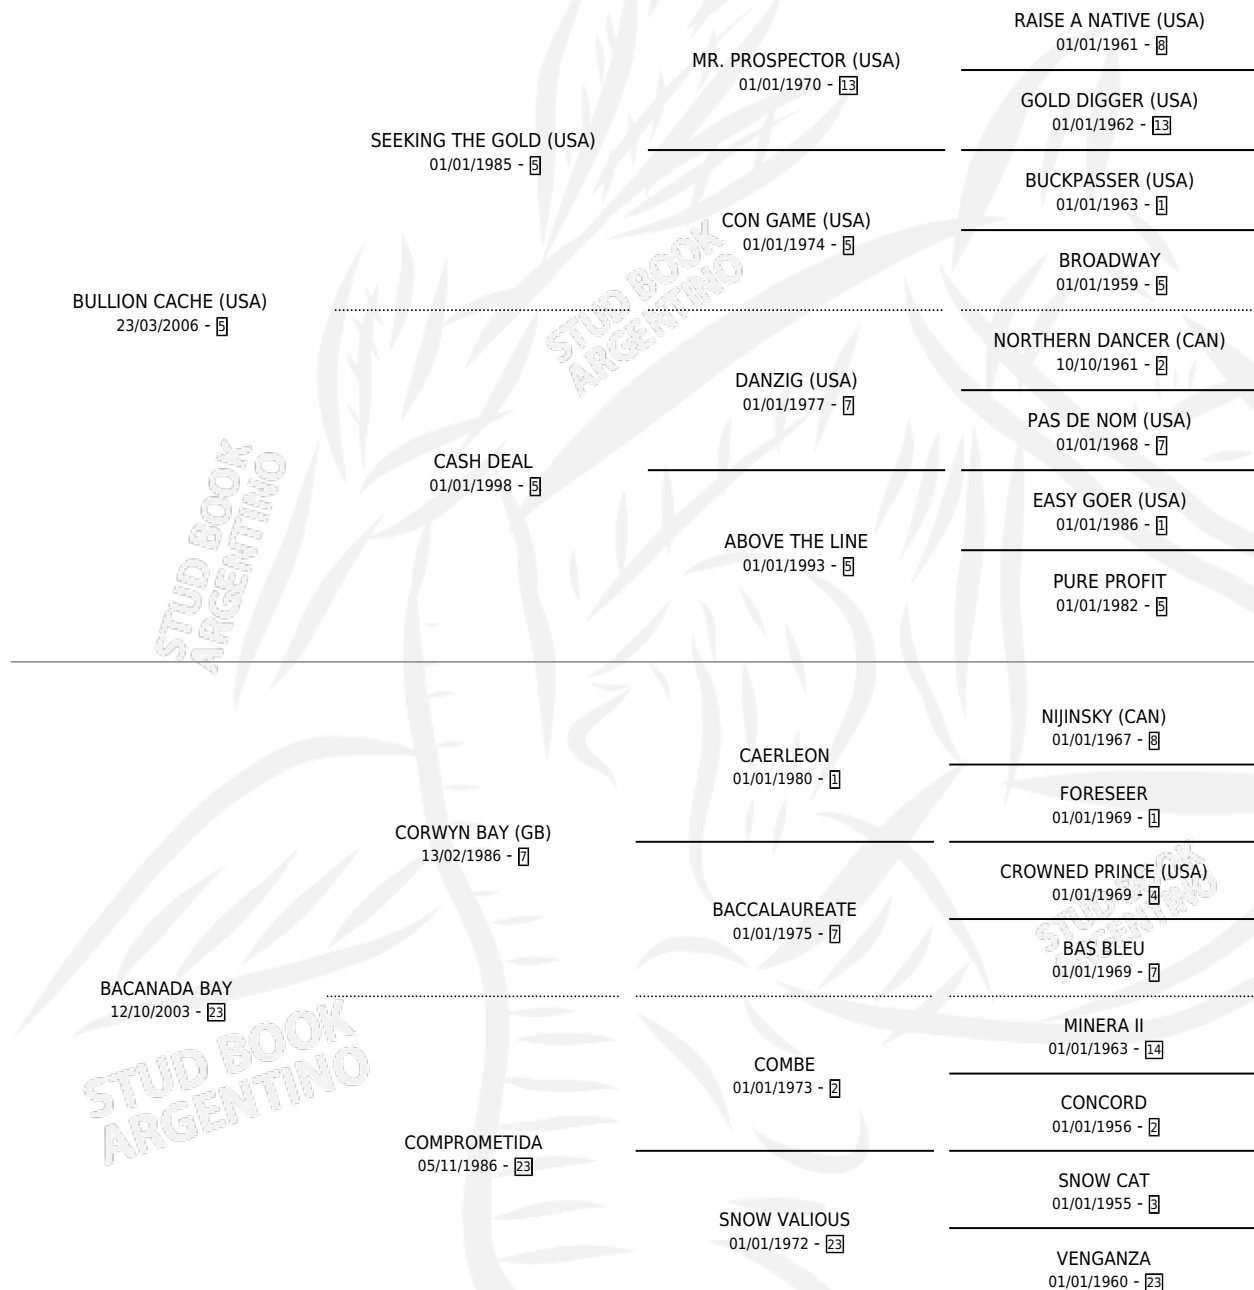 RAISE A NATIVE (USA)
01/01/1961 - 8
MR. PROSPECTOR (USA)
01/01/1970 - 13
GOLD DIGGER (USA)
01/01/1962 - 13
SEEKING THE GOLD (USA)
01/01/1985 - 5
BUCKPASSER (USA)
01/01/1963 - 1
CON GAME (USA)
01/01/1974 - 5
BROADWAY
01/01/1959 - 5
BULLION CACHE (USA)
23/03/2006 - 5
STUD BOOK
ARGENTINO
NORTHERN DANCER (CAN)
10/10/1961 - 2
DANZIG (USA)
01/01/1977 - 7
PAS DE NOM (USA)
01/01/1968 - 7
CASH DEAL
01/01/1998 - 5
EASY GOER (USA)
01/01/1986 - 1
ABOVE THE LINE
01/01/1993 - 5
PURE PROFIT
01/01/1982 - 5
STUD BOOK
ARGENTINO
NIJINSKY (CAN)
01/01/1967 - 8
CAERLEON
01/01/1980 - 1
FORESEER
01/01/1969 - 1
CORWYN BAY (GB)
13/02/1986 - 7
CROWNED PRINCE (USA)
01/01/1969 - 4
BACCALAUREATE
01/01/1975 - 7
BAS BLEU
01/01/1969 - 7
STUD BOOK
ARGENTINO
BACANADA BAY
12/10/2003 - 23
MINERA II
01/01/1963 - 14
COMBE
01/01/1973 - 2
CONCORD
01/01/1956 - 2
STUD BOOK
ARGENTINO
COMPROMETIDA
05/11/1986 - 23
SNOW CAT
01/01/1955 - 3
SNOW VALIOUS
01/01/1972 - 23
VENGANZA
01/01/1960 - 23